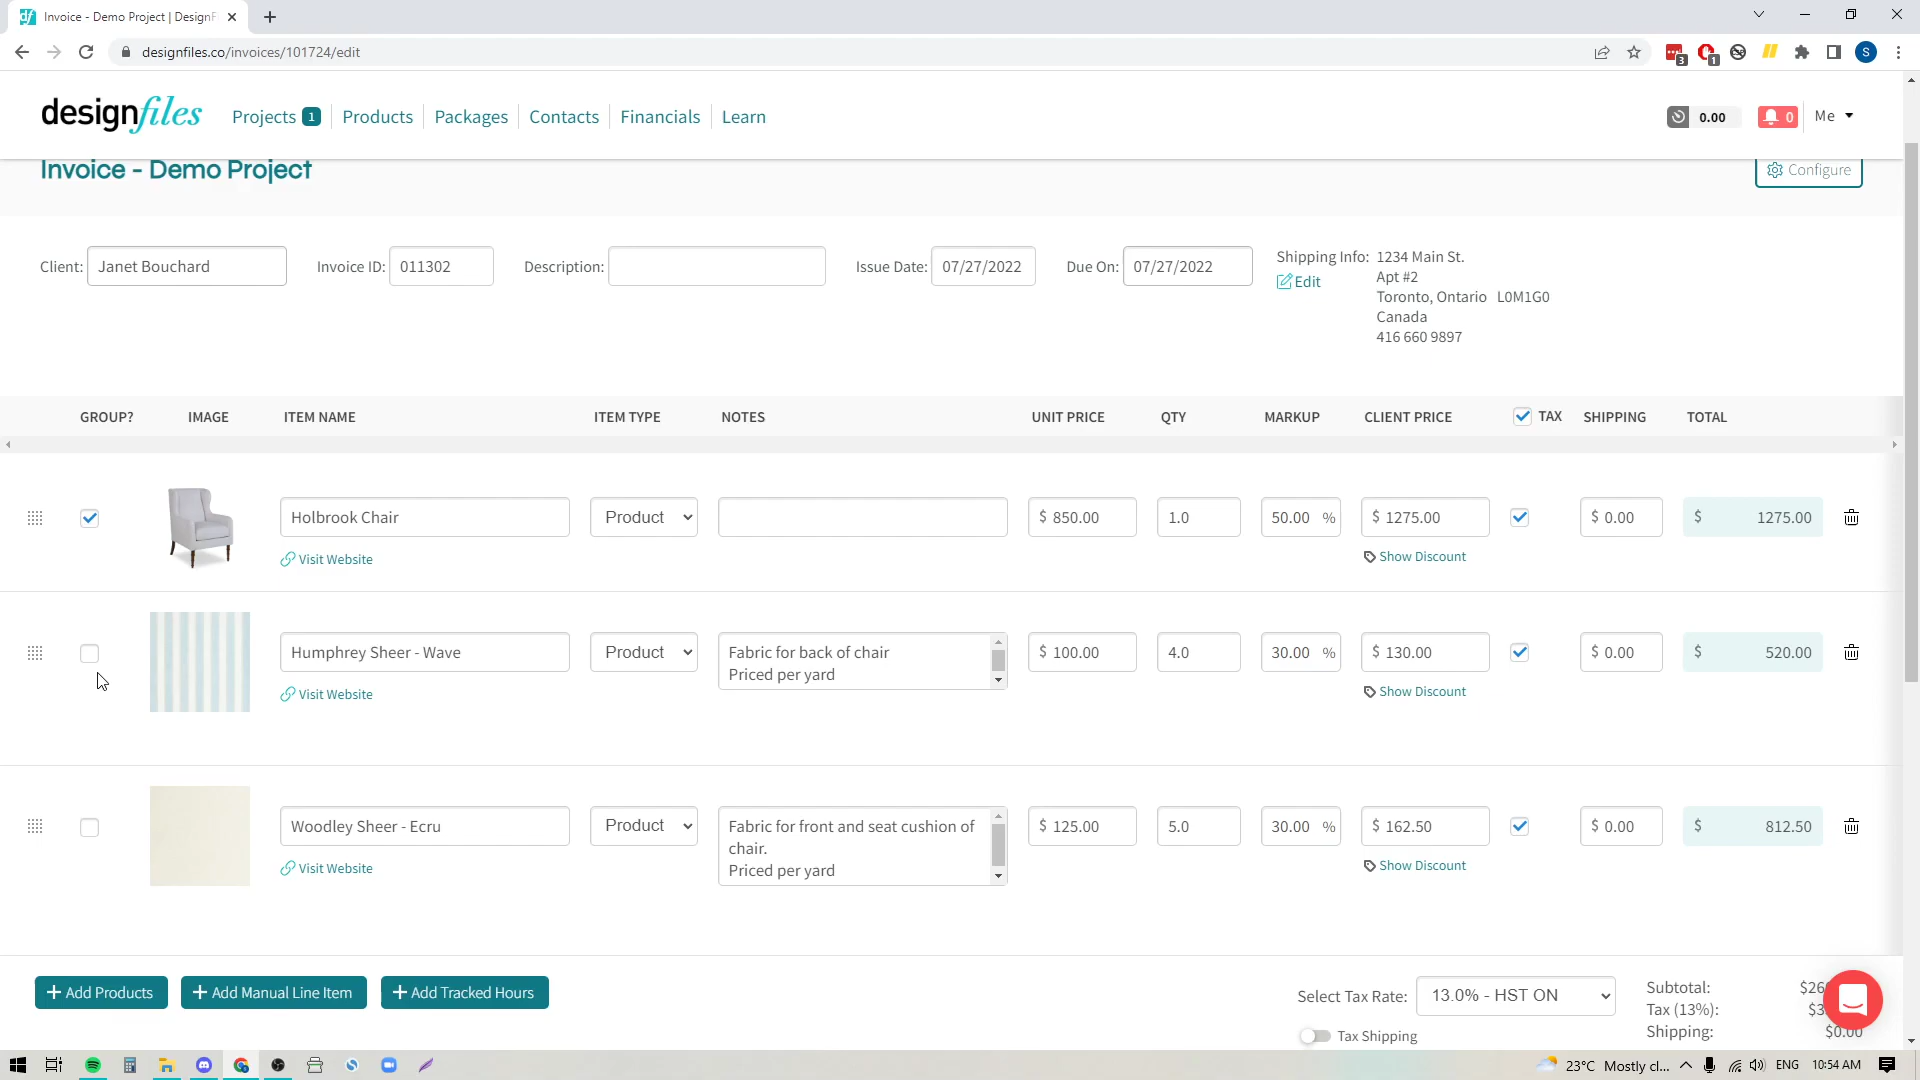 Invoice - Demo Project | DesignF
designfiles.co/invoices/101724/edit
3
1
S
designfiles
Projects 1
Products
Packages
Contacts
Financials
Learn
0.00
0
Me
Invoice - Demo Project
Configure
Client: Janet Bouchard
Invoice ID: 011302
Description:
Issue Date: 07/27/2022
Due On: 07/27/2022
Shipping Info:
Edit
1234 Main St.
Apt #2
Toronto, Ontario L0M1G0
Canada
416 660 9897
GROUP? IMAGE ITEM NAME ITEM TYPE NOTES UNIT PRICE QTY MARKUP CLIENT PRICE TAX SHIPPING TOTAL
Holbrook Chair Product $ 850.00 1.0 50.00 % $ 1275.00 $ 0.00 $ 1275.00
Visit Website
Show Discount
Humphrey Sheer - Wave Product
Fabric for back of chair
Priced per yard
$ 100.00 4.0 30.00 % $ 130.00 $ 0.00 $ 520.00
Visit Website
Show Discount
Woodley Sheer - Ecru Product
Fabric for front and seat cushion of
chair.
Priced per yard
$ 125.00 5.0 30.00 % $ 162.50 $ 0.00 $ 812.50
Visit Website
Show Discount
+ Add Products
+ Add Manual Line Item
+ Add Tracked Hours
Select Tax Rate: 13.0% - HST ON
Tax Shipping
Subtotal:
Tax (13%):
Shipping: $0.00
23°C Mostly cl... ENG 10:54 AM